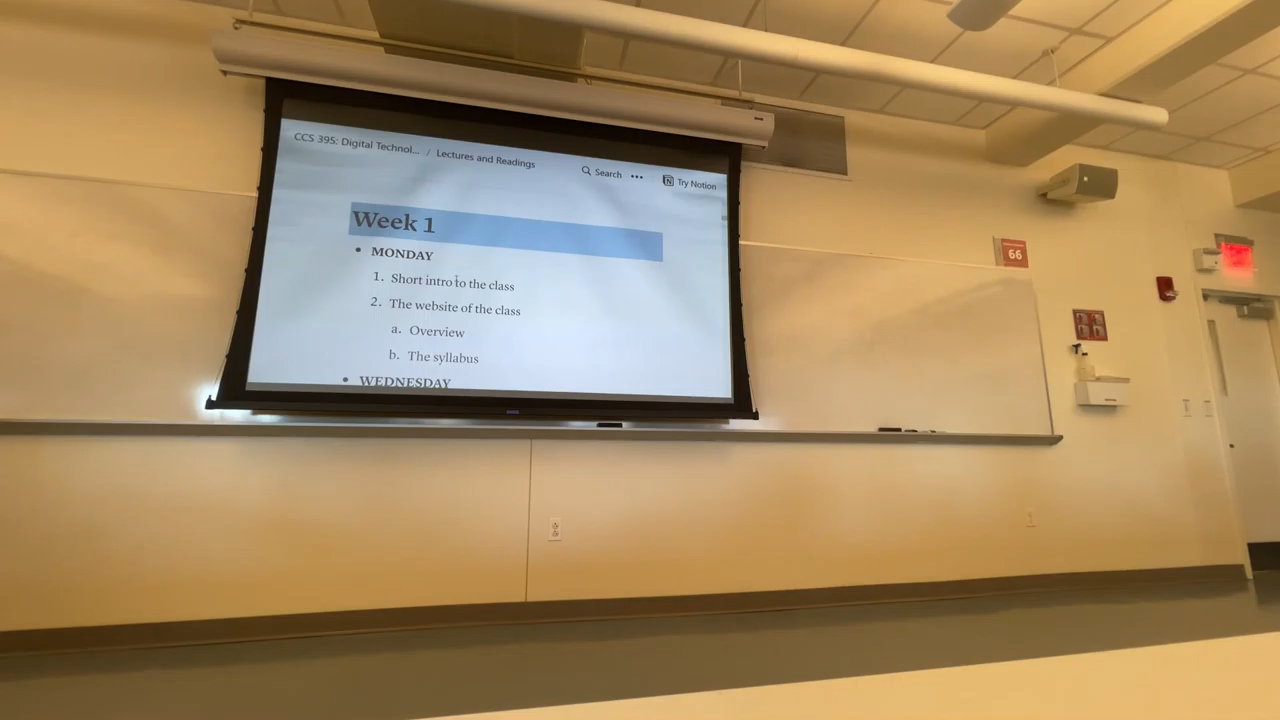 CCS 395: Digital Technol... / Lectures and Readings
Search ••• Try Notion
Week 1
• MONDAY
1. Short intro to the class
2. The website of the class
a. Overview
b. The syllabus
• WEDNESDAY
66